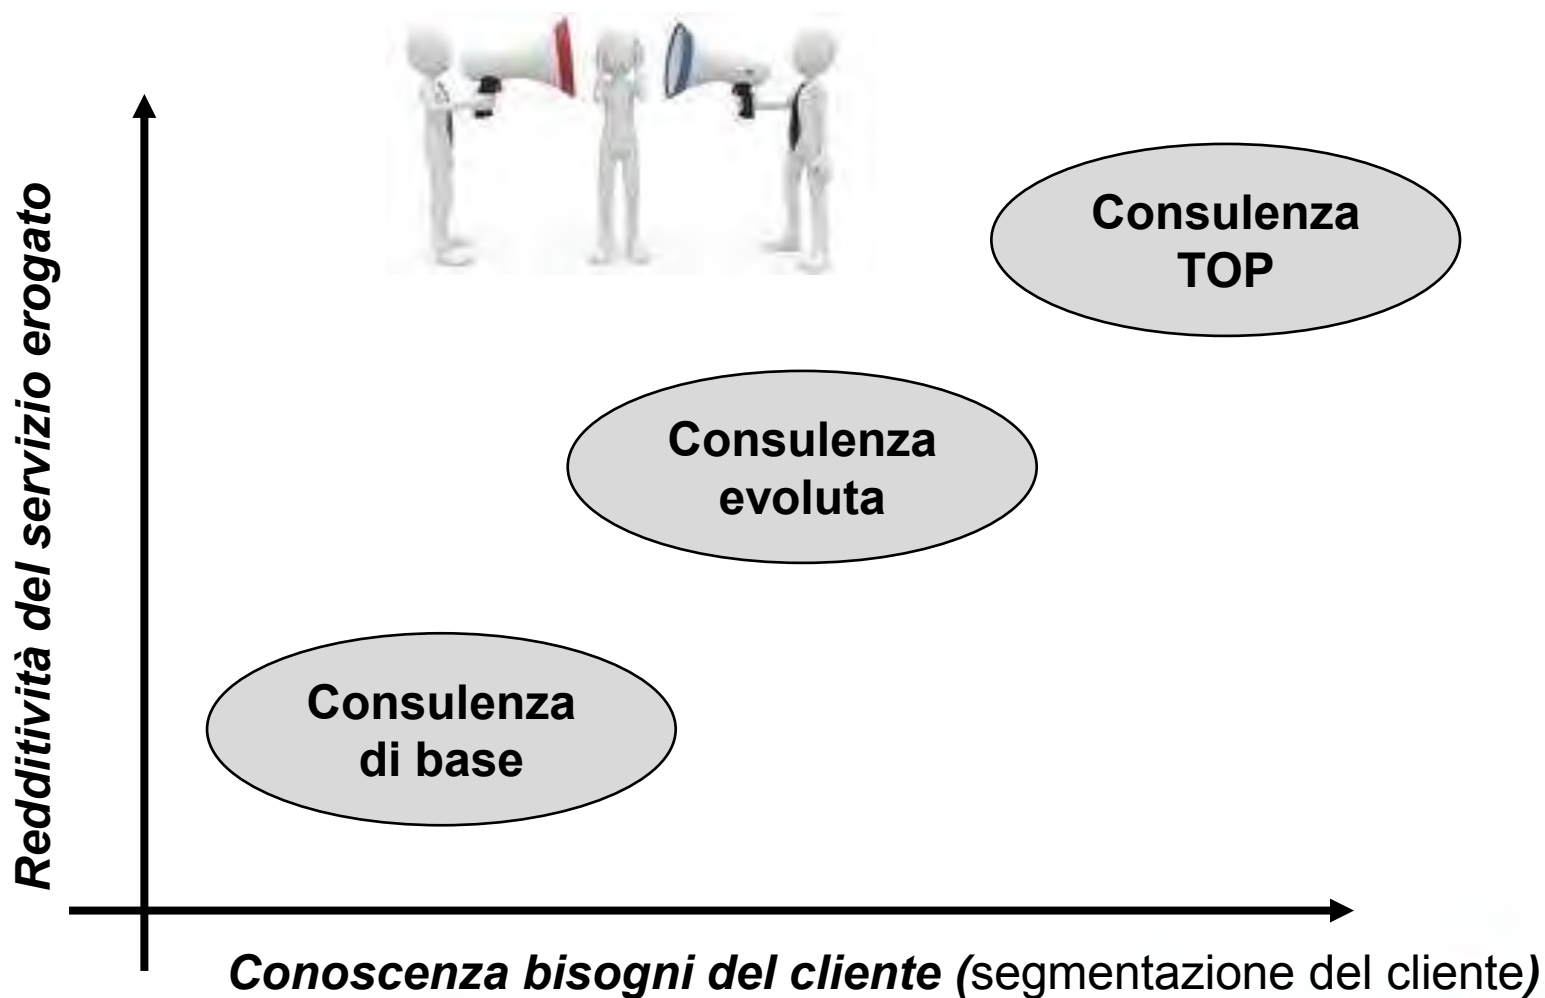 Redditività del servizio erogato
Consulenza
TOP
Consulenza
evoluta
Consulenza
di base
Conoscenza bisogni del cliente (segmentazione del cliente)